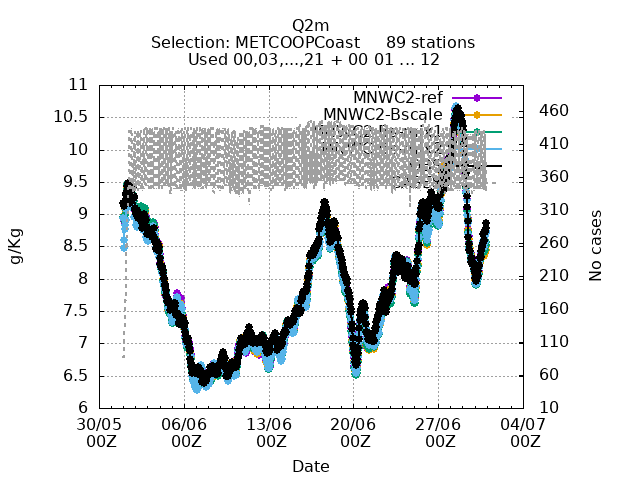 Q2m
Selection: METCOOPCoast 89 stations
Used 00,03,...,21 + 00 01 ... 12
MNWC2-ref
MNWC2-Bscale
g/Kg
11
10.5
10
9.5
9
8.5
8
7.5
7
6.5
6
460
410
360
310
260
210
160
110
60
10
No cases
30/05 06/06 13/06 20/06 27/06 04/07
00Z 00Z 00Z 00Z 00Z 00Z
Date